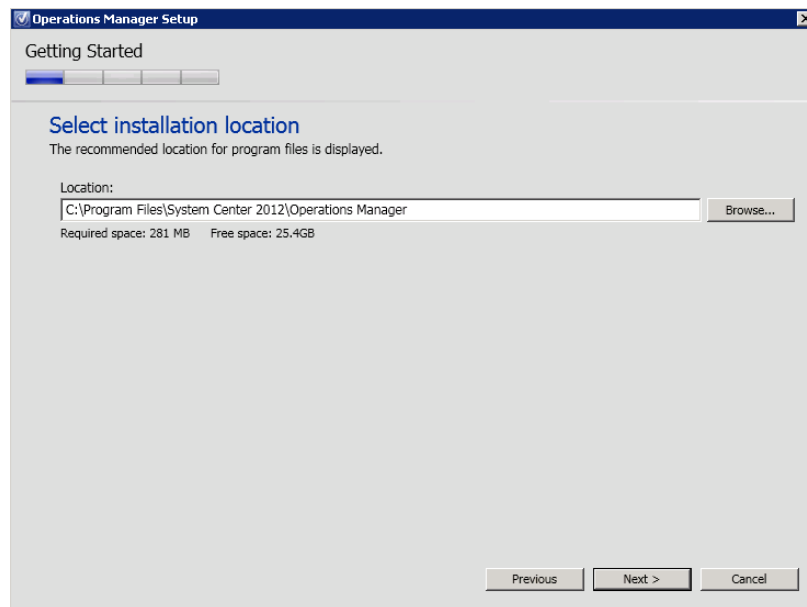 Operations Manager Setup
Getting Started
Select installation location
The recommended location for program files is displayed.
Location:
C:\Program Files\System Center 2012\Operations Manager
Browse...
Required space: 281 MB Free space: 25.4GB
Previous Next > Cancel